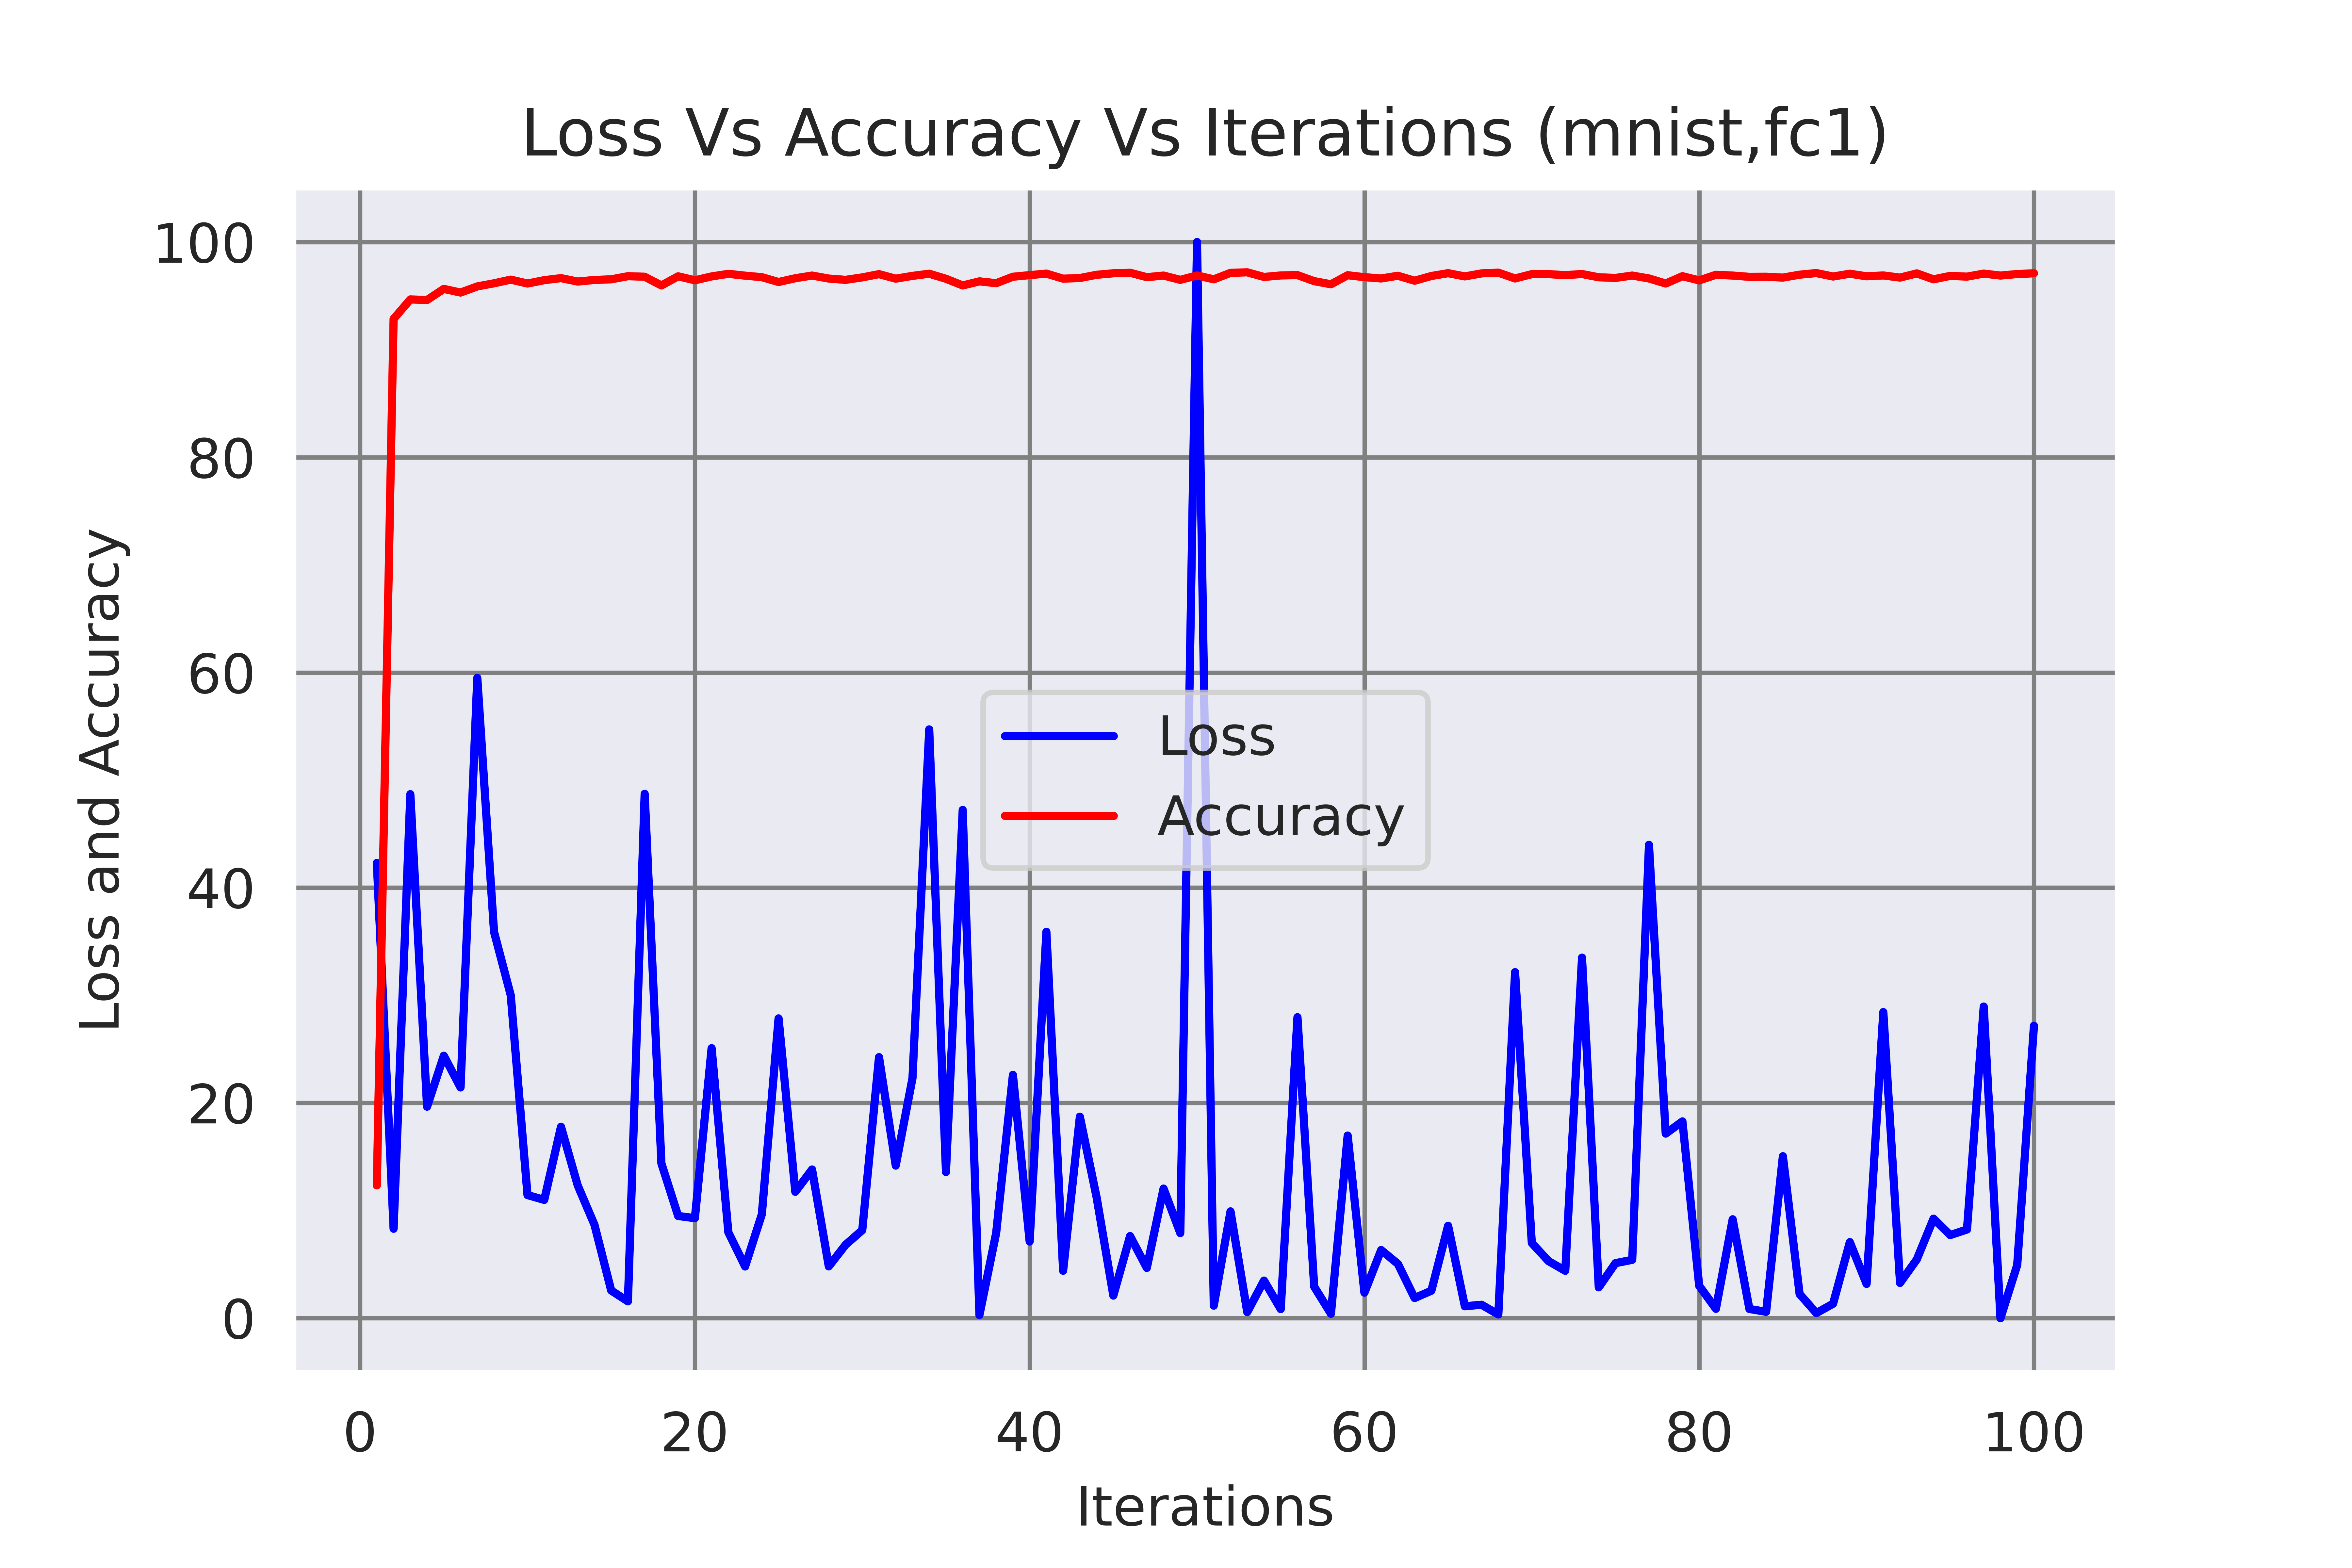 Loss Vs Accuracy Vs Iterations (mnist,fc1)
Loss and Accuracy
100
80
60
40
20
0
Loss
Accuracy
0 20 40 60 80 100
Iterations